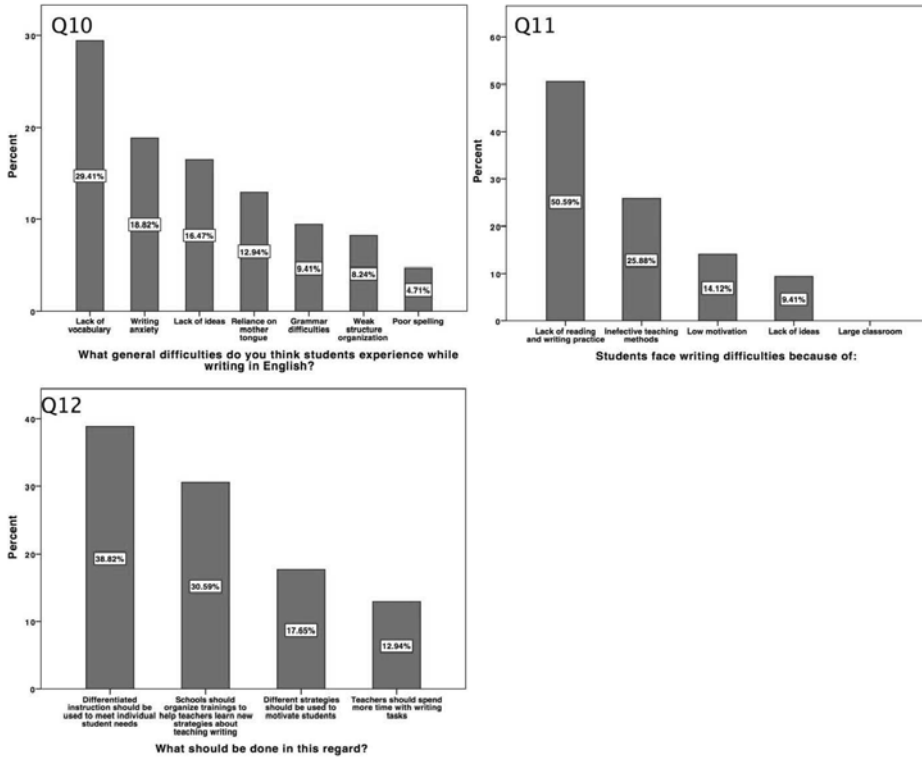 Q10
30
20
10
0
Percent
29.41%
18.82%
16.47%
12.94%
9.41%
8.24%
4.71%
Lack of
vocabulary
Writing
anxiety
Lack of ideas
Reliance on
mother
tongue
Grammar
difficulties
Weak
structure
organization
Poor spelling
What general difficulties do you think students experience while
writing in English?
Q11
60
50
40
30
20
10
0
Percent
50.59%
25.88%
14.12%
9.41%
Lack of reading
and writing practice
Inefective teaching
methods
Low motivation
Lack of ideas
Large classroom
Students face writing difficulties because of:
Q12
40
30
20
10
0
Percent
38.82%
30.59%
17.65%
12.94%
Differentiated
instruction should be
used to meet individual
student needs
Schools should
organize trainings to
help teachers learn new
strategies about
teaching writing
Different strategies
should be used to
motivate students
Teachers should spend
more time with writing
tasks
What should be done in this regard?